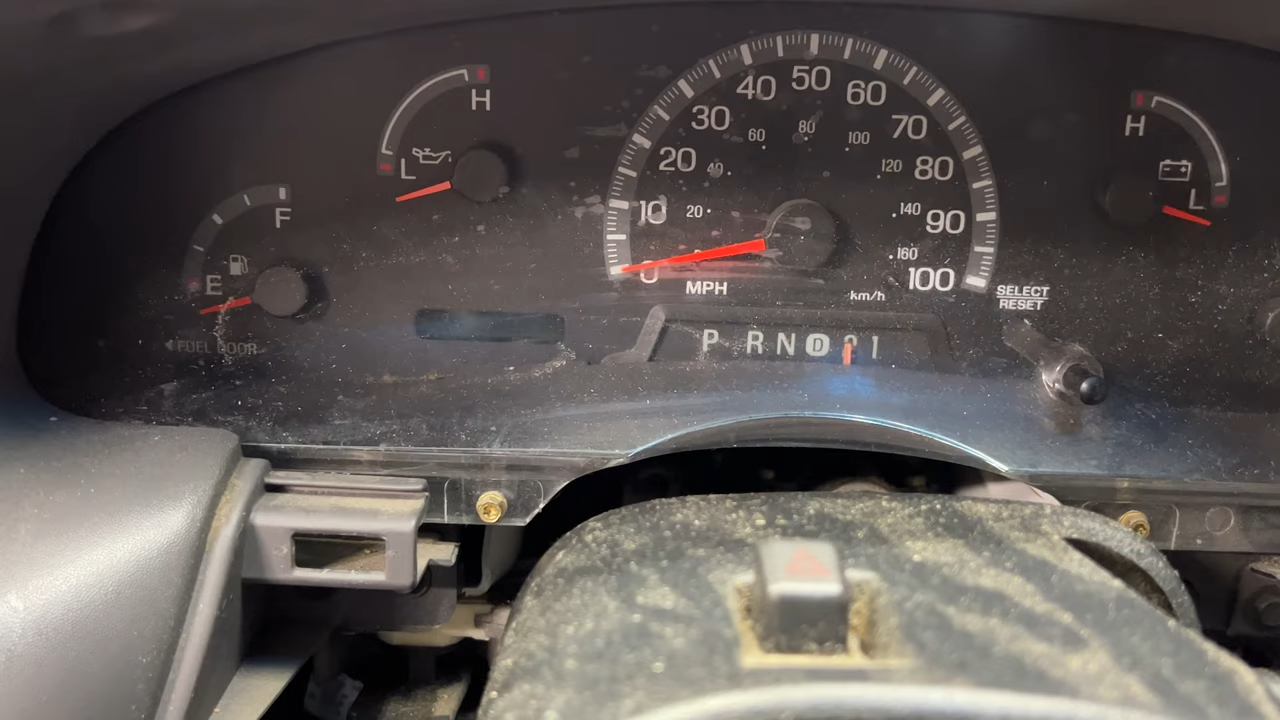 H
L
F
E
◄ FUEL DOOR
0 10 20 30 40 50 60 70 80 90 100
20 40 60 80 100 120 140 160
MPH
km/h
P R N D 2 1
SELECT
RESET
H
L